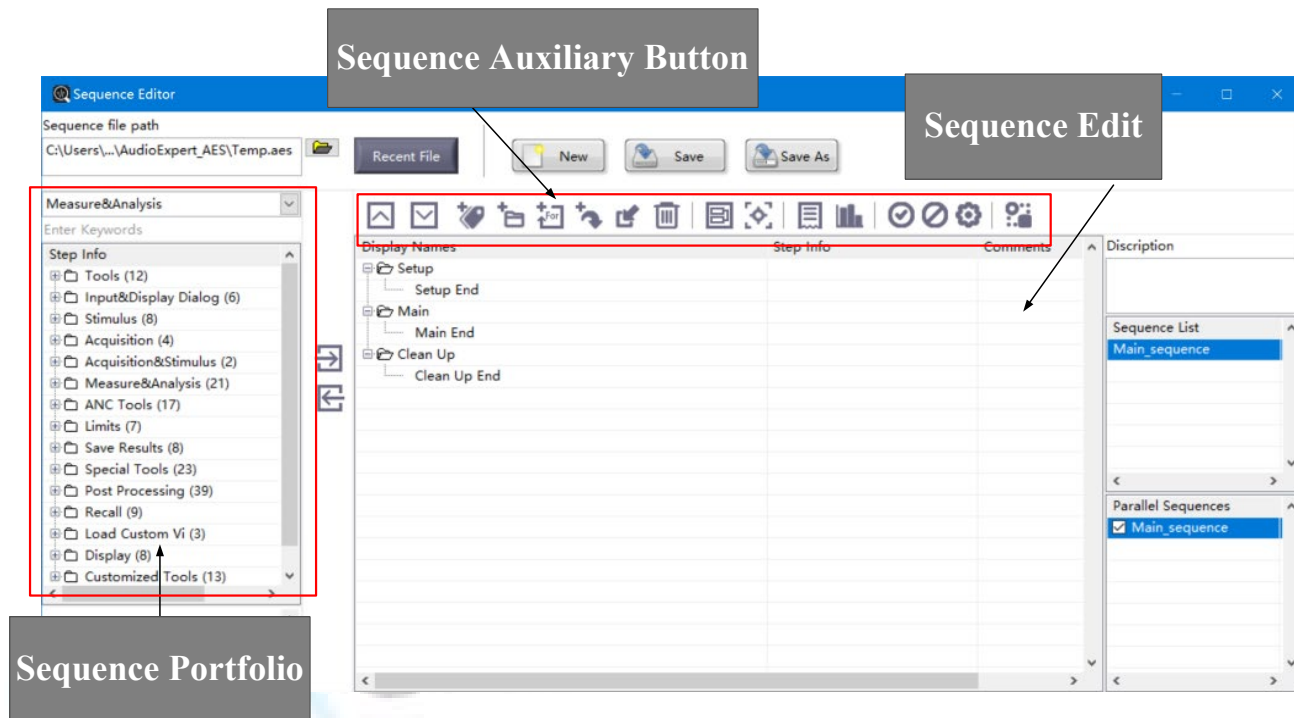 Sequence Auxiliary Button
Sequence Editor
Sequence Edit
Sequence file path
C:\Users\...\AudioExpert_AES\Temp.aes
Recent File
New
Save
Save As
Measure&Analysis
Enter Keywords
For
Step Info
Tools (12)
Input&Display Dialog (6)
Stimulus (8)
Acquisition (4)
Acquisition&Stimulus (2)
Measure&Analysis (21)
ANC Tools (17)
Limits (7)
Save Results (8)
Special Tools (23)
Post Processing (39)
Recall (9)
Load Custom Vi (3)
Display (8)
Customized Tools (13)
Display Names Step Info Comments
Setup
Setup End
Main
Main End
Clean Up
Clean Up End
Discription
Sequence List
Main_sequence
Parallel Sequences
Main_sequence
Sequence Portfolio